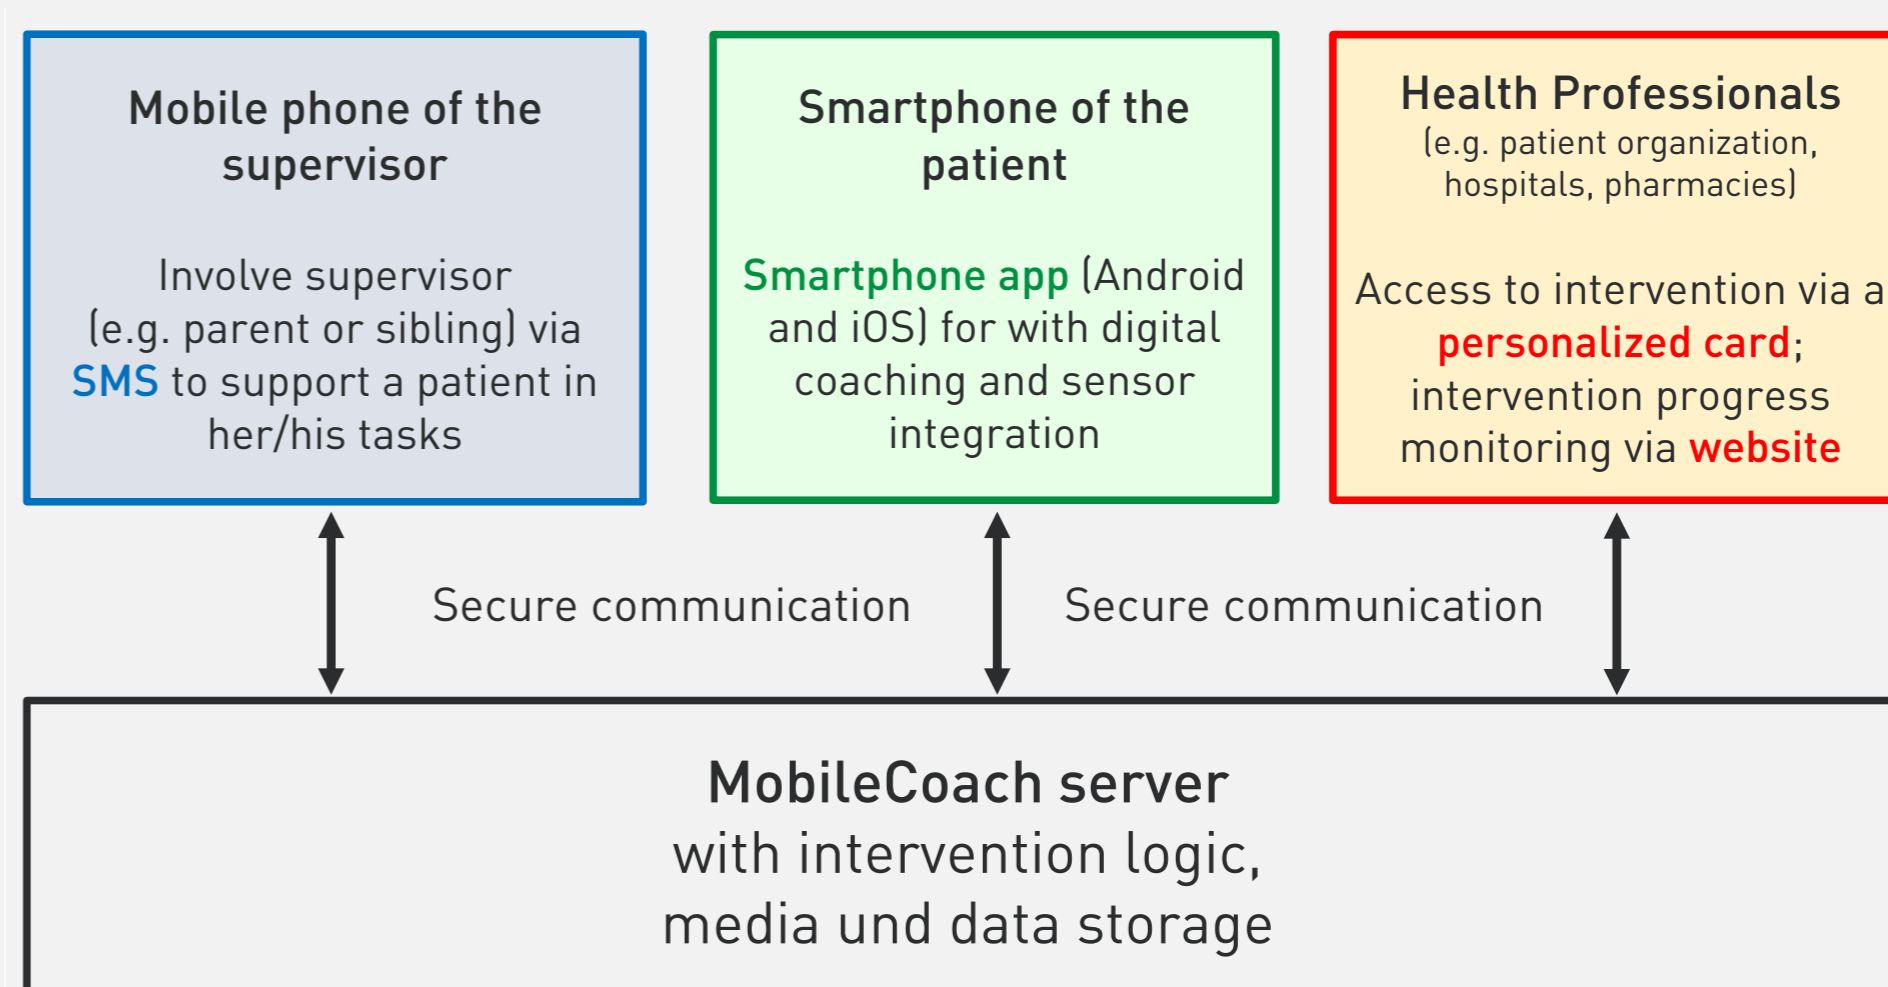 Mobile phone of the
supervisor
Involve supervisor
(e.g. parent or sibling) via
SMS to support a patient in
her/his tasks
Smartphone of the
patient
Smartphone app (Android
and iOS) for with digital
coaching and sensor
integration
Health Professionals
(e.g. patient organization,
hospitals, pharmacies)
Access to intervention via a
personalized card;
intervention progress
monitoring via website
Secure communication
Secure communication
MobileCoach server
with intervention logic,
media und data storage